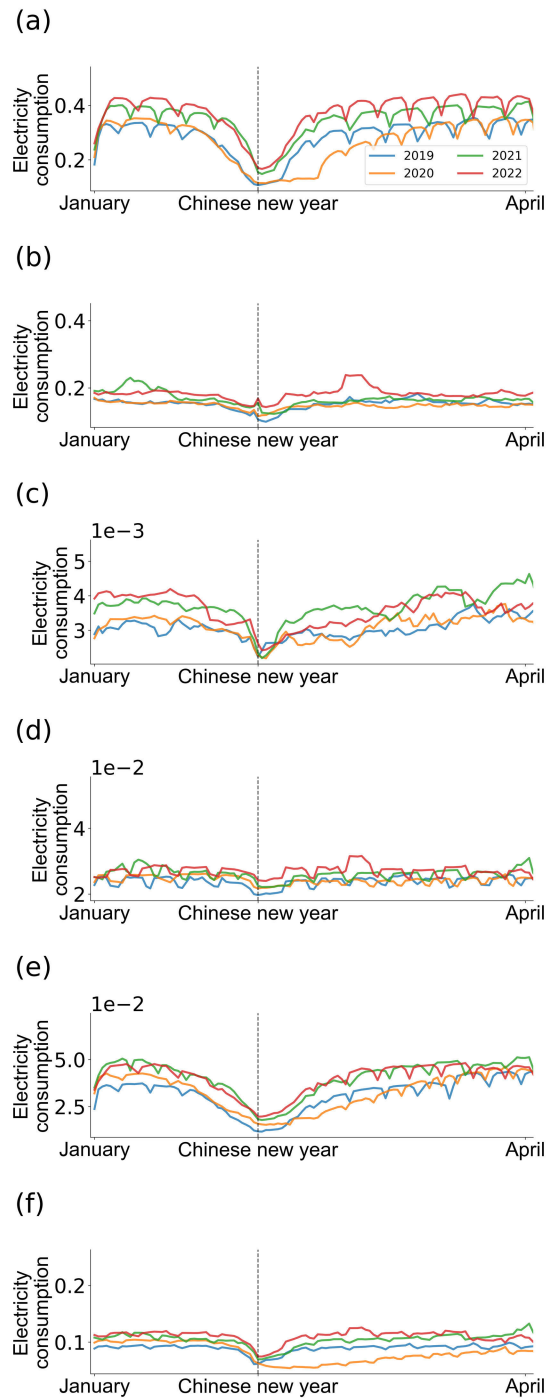 (a)
Electricity
consumption
0.4
0.2
2019 2021
2020 2022
January Chinese new year April
(b)
Electricity
consumption
0.4
0.2
January Chinese new year April
(c)
1e−3
Electricity
consumption
5
4
3
January Chinese new year April
(d)
1e−2
Electricity
consumption
4
2
January Chinese new year April
(e)
1e−2
Electricity
consumption
5.0
2.5
January Chinese new year April
(f)
Electricity
consumption
0.2
0.1
January Chinese new year April